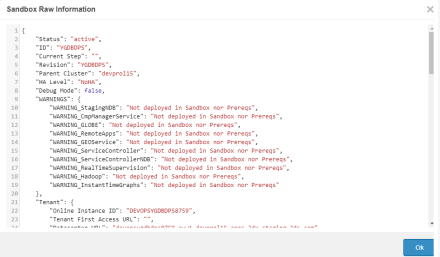 Sandbox Raw Information
1 {
2 "Status": "active",
3 "ID": "YGDBDPS",
4 "Current Step": "",
5 "Revision": "YGDBDPS",
6 "Parent Cluster": "devprol15",
7 "HA Level": "NoHA",
8 "Debug Mode": false,
9 "WARNINGS": {
10 "WARNING_StagingNDB": "Not deployed in Sandbox nor Prereqs",
11 "WARNING_CmpManagerService": "Not deployed in Sandbox nor Prereqs",
12 "WARNING_GLOBE": "Not deployed in Sandbox nor Prereqs",
13 "WARNING_RemoteApps": "Not deployed in Sandbox nor Prereqs",
14 "WARNING_GEOService": "Not deployed in Sandbox nor Prereqs",
15 "WARNING_ServiceController": "Not deployed in Sandbox nor Prereqs",
16 "WARNING_ServiceControllerNDB": "Not deployed in Sandbox nor Prereqs",
17 "WARNING_RealTimeSupervision": "Not deployed in Sandbox nor Prereqs",
18 "WARNING_Hadoop": "Not deployed in Sandbox nor Prereqs",
19 "WARNING_InstantTimeGraphs": "Not deployed in Sandbox nor Prereqs"
20 },
21 "Tenant": {
22 "Online Instance ID": "DEVOPSYGDBDPS8759",
23 "Tenant First Access URL": "",
Ok